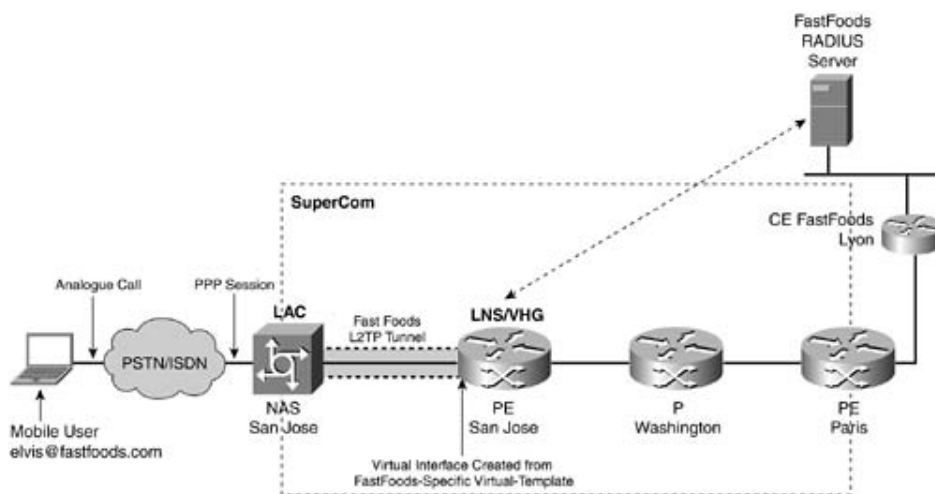 FastFoods
RADIUS
Server
SuperCom
CE FastFoods
Lyon
Analogue Call
PPP Session
LAC
Fast Foods
L2TP Tunnel
LNS/VHG
PSTN/ISDN
NAS
San Jose
PE
San Jose
P
Washington
PE
Paris
Mobile User
elvis@fastfoods.com
Virtual Interface Created from
FastFoods-Specific Virtual-Template